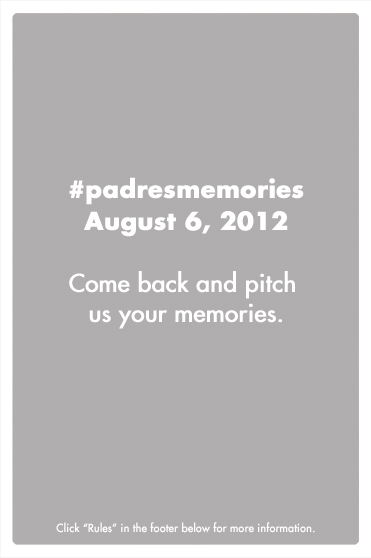 #padresmemories
August 6, 2012
Come back and pitch
us your memories.
Click “Rules” in the footer below for more information.